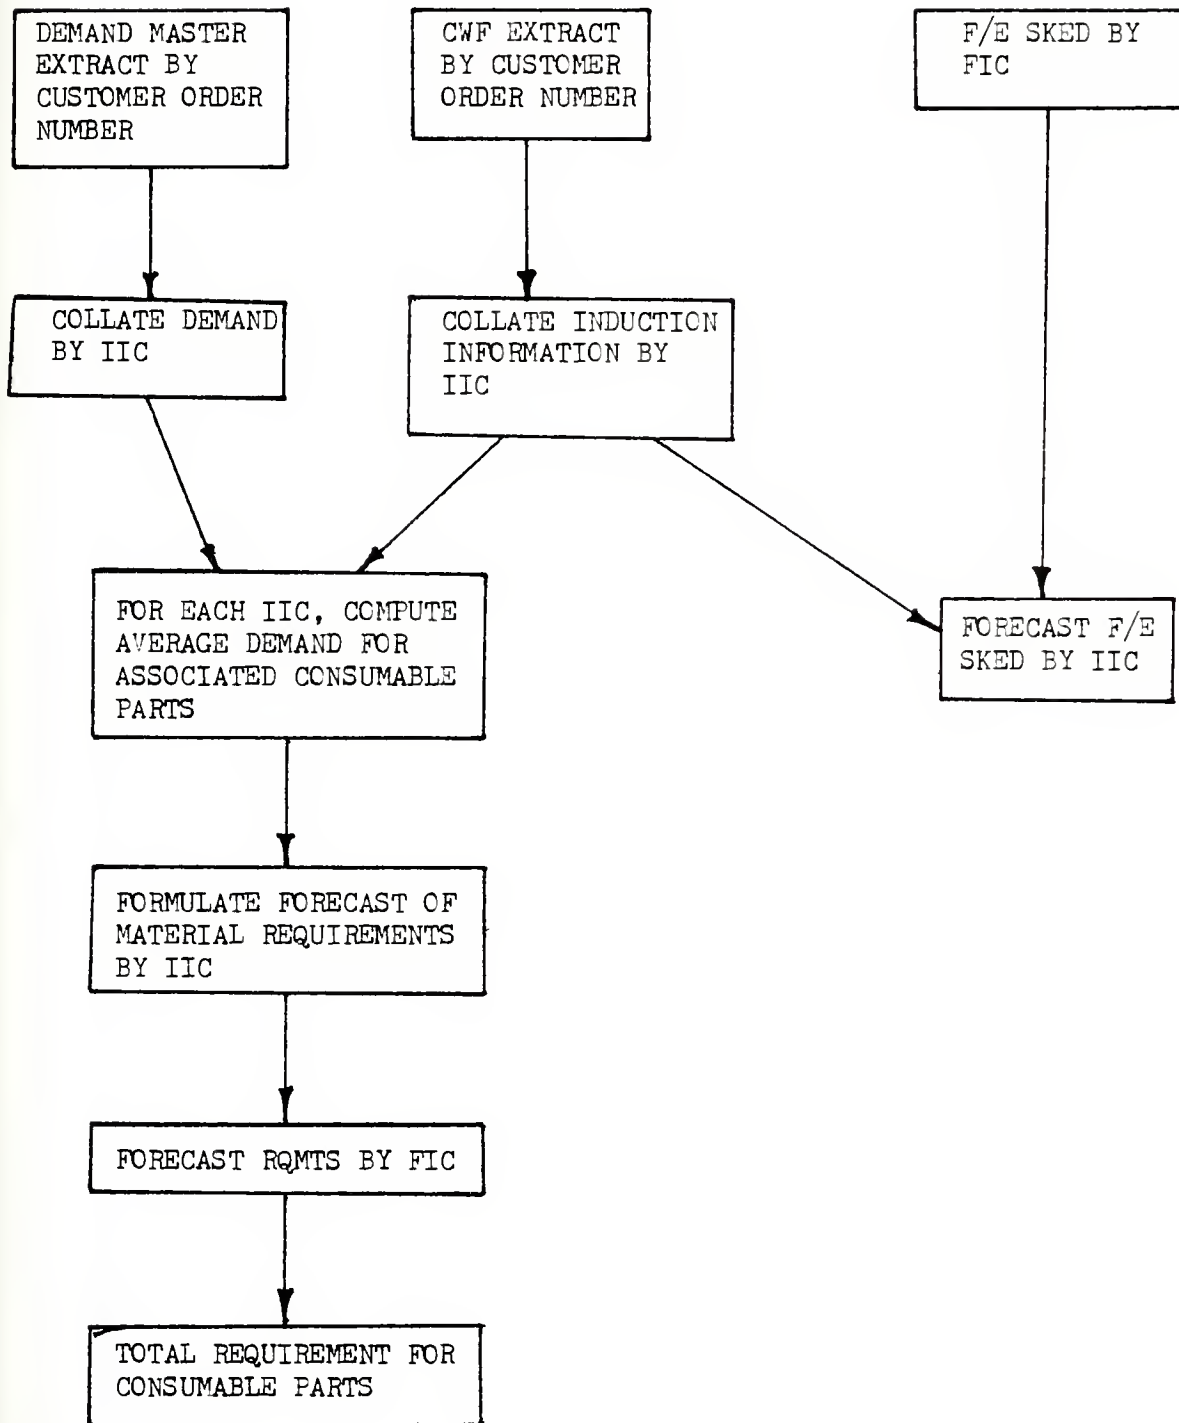 DEMAND MASTER
EXTRACT BY
CUSTOMER ORDER
NUMBER
CWF EXTRACT
BY CUSTOMER
ORDER NUMBER
F/E SKED BY
FIC
COLLATE DEMAND
BY IIC
COLLATE INDUCTION
INFORMATION BY
IIC
FOR EACH IIC, COMPUTE
AVERAGE DEMAND FOR
ASSOCIATED CONSUMABLE
PARTS
FORECAST F/E
SKED BY IIC
FORMULATE FORECAST OF
MATERIAL REQUIREMENTS
BY IIC
FORECAST RQMTS BY FIC
TOTAL REQUIREMENT FOR
CONSUMABLE PARTS